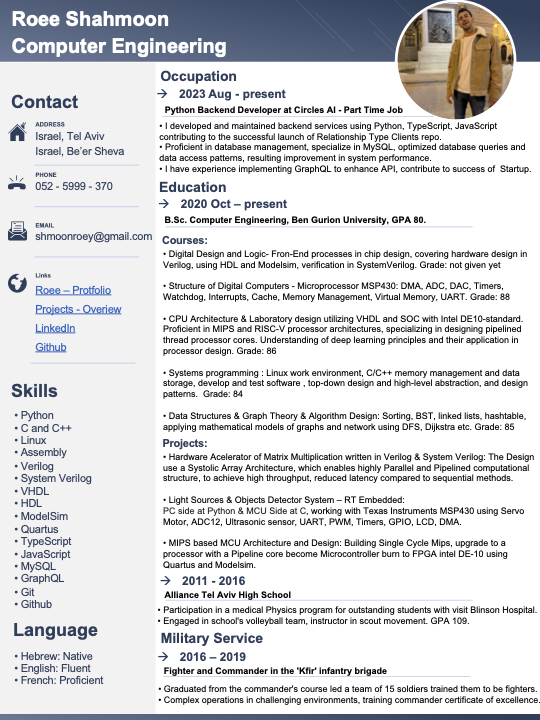 Roee Shahmoon
Computer Engineering
Contact
ADDRESS
Israel, Tel Aviv
Israel, Be'er Sheva
PHONE
052 - 5999 - 370
EMAIL
shmoonroey@gmail.com
Links
Roee – Protfolio
Projects - Overiew
LinkedIn
Github
Skills
• Python
• C and C++
• Linux
• Assembly
• Verilog
• System Verilog
• VHDL
• HDL
• ModelSim
• Quartus
• TypeScript
• JavaScript
• MySQL
• GraphQL
• Git
• Github
Language
• Hebrew: Native
• English: Fluent
• French: Proficient
Occupation
→ 2023 Aug - present
Python Backend Developer at Circles AI - Part Time Job
• I developed and maintained backend services using Python, TypeScript, JavaScript
contributing to the successful launch of Relationship Type Clients repo.
• Proficient in database management, specialize in MySQL, optimized database queries and
data access patterns, resulting improvement in system performance.
• I have experience implementing GraphQL to enhance API, contribute to success of Startup.
Education
→ 2020 Oct – present
B.Sc. Computer Engineering, Ben Gurion University, GPA 80.
Courses:
• Digital Design and Logic- Fron-End processes in chip design, covering hardware design in
Verilog, using HDL and Modelsim, verification in SystemVerilog. Grade: not given yet
• Structure of Digital Computers - Microprocessor MSP430: DMA, ADC, DAC, Timers,
Watchdog, Interrupts, Cache, Memory Management, Virtual Memory, UART. Grade: 88
• CPU Architecture & Laboratory design utilizing VHDL and SOC with Intel DE10-standard.
Proficient in MIPS and RISC-V processor architectures, specializing in designing pipelined
thread processor cores. Understanding of deep learning principles and their application in
processor design. Grade: 86
• Systems programming : Linux work environment, C/C++ memory management and data
storage, develop and test software , top-down design and high-level abstraction, and design
patterns. Grade: 84
• Data Structures & Graph Theory & Algorithm Design: Sorting, BST, linked lists, hashtable,
applying mathematical models of graphs and network using DFS, Dijkstra etc. Grade: 85
Projects:
• Hardware Acelerator of Matrix Multiplication written in Verilog & System Verilog: The Design
use a Systolic Array Architecture, which enables highly Parallel and Pipelined computational
structure, to achieve high throughput, reduced latency compared to sequential methods.
• Light Sources & Objects Detector System – RT Embedded:
PC side at Python & MCU Side at C, working with Texas Instruments MSP430 using Servo
Motor, ADC12, Ultrasonic sensor, UART, PWM, Timers, GPIO, LCD, DMA.
• MIPS based MCU Architecture and Design: Building Single Cycle Mips, upgrade to a
processor with a Pipeline core become Microcontroller burn to FPGA intel DE-10 using
Quartus and Modelsim.
→ 2011 - 2016
Alliance Tel Aviv High School
• Participation in a medical Physics program for outstanding students with visit Blinson Hospital.
• Engaged in school's volleyball team, instructor in scout movement. GPA 109.
Military Service
→ 2016 – 2019
Fighter and Commander in the 'Kfir' infantry brigade
• Graduated from the commander's course led a team of 15 soldiers trained them to be fighters.
• Complex operations in challenging environments, training commander certificate of excellence.